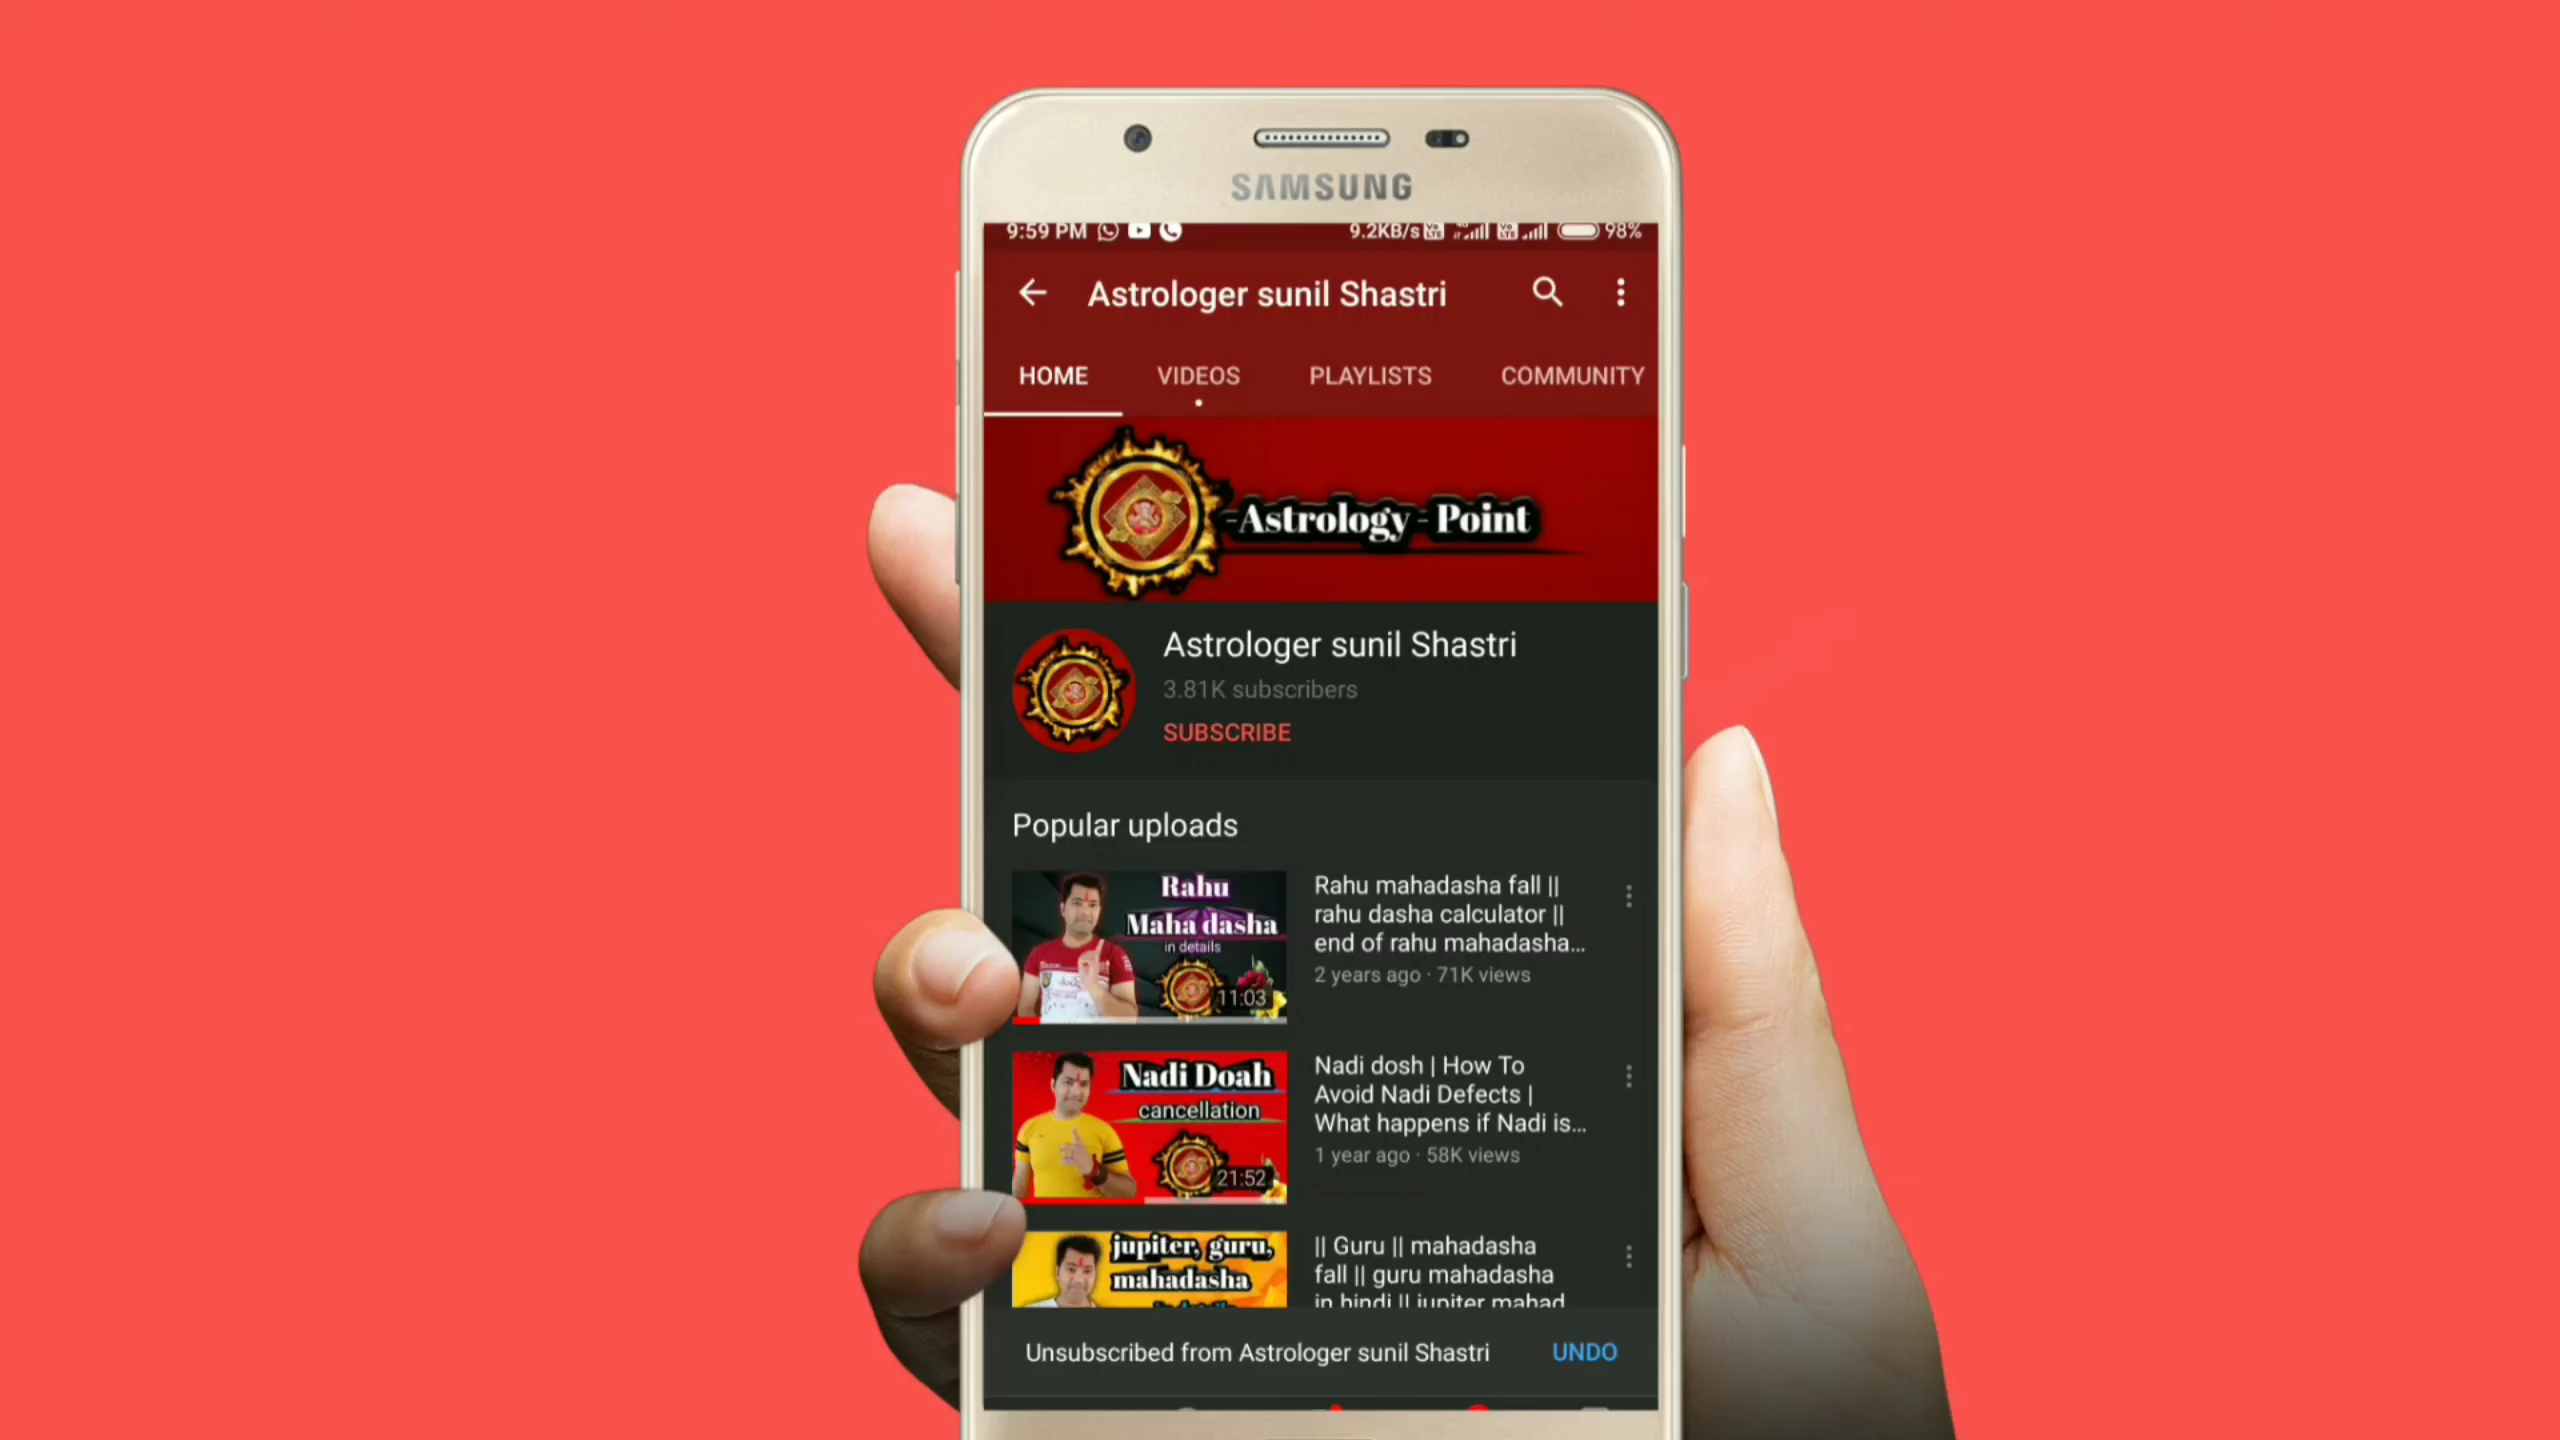 SAMSUNG
9:59 PM
9.2KB/s
98%
Astrologer sunil Shastri
HOME
VIDEOS
PLAYLISTS
COMMUNITY
-Astrology - Point
Astrologer sunil Shastri
3.81K subscribers
SUBSCRIBE
Popular uploads
Rahu
Maha dasha
in details
11:03
Rahu mahadasha fall ||
rahu dasha calculator ||
end of rahu mahadasha...
2 years ago · 71K views
Nadi Doah
cancellation
21:52
Nadi dosh | How To
Avoid Nadi Defects |
What happens if Nadi is...
1 year ago · 58K views
jupiter, guru,
mahadasha
|| Guru || mahadasha
fall || guru mahadasha
in hindi || jupiter mahad
Unsubscribed from Astrologer sunil Shastri
UNDO